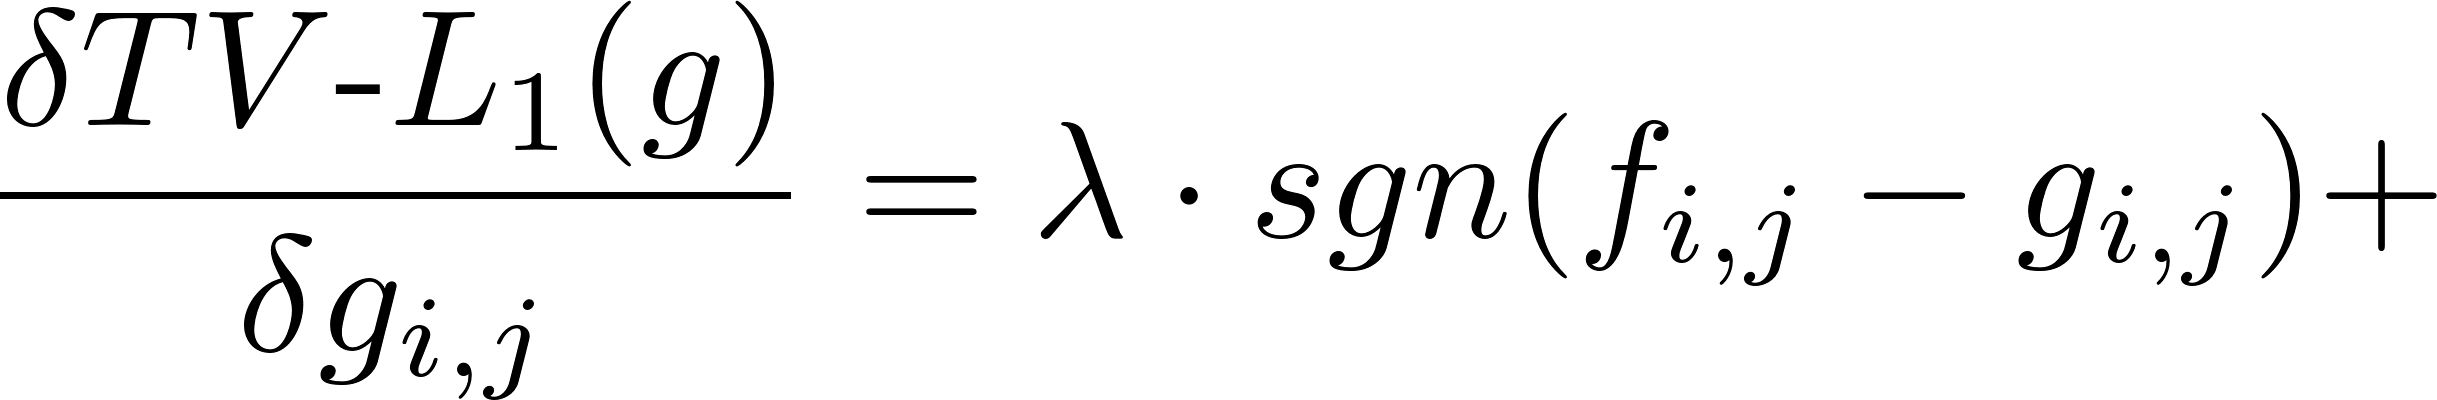 \frac{\delta TV\text{-}L_1(g)}{\delta g_{i,j}} = \lambda \cdot sgn(f_{i,j} - g_{i,j})+